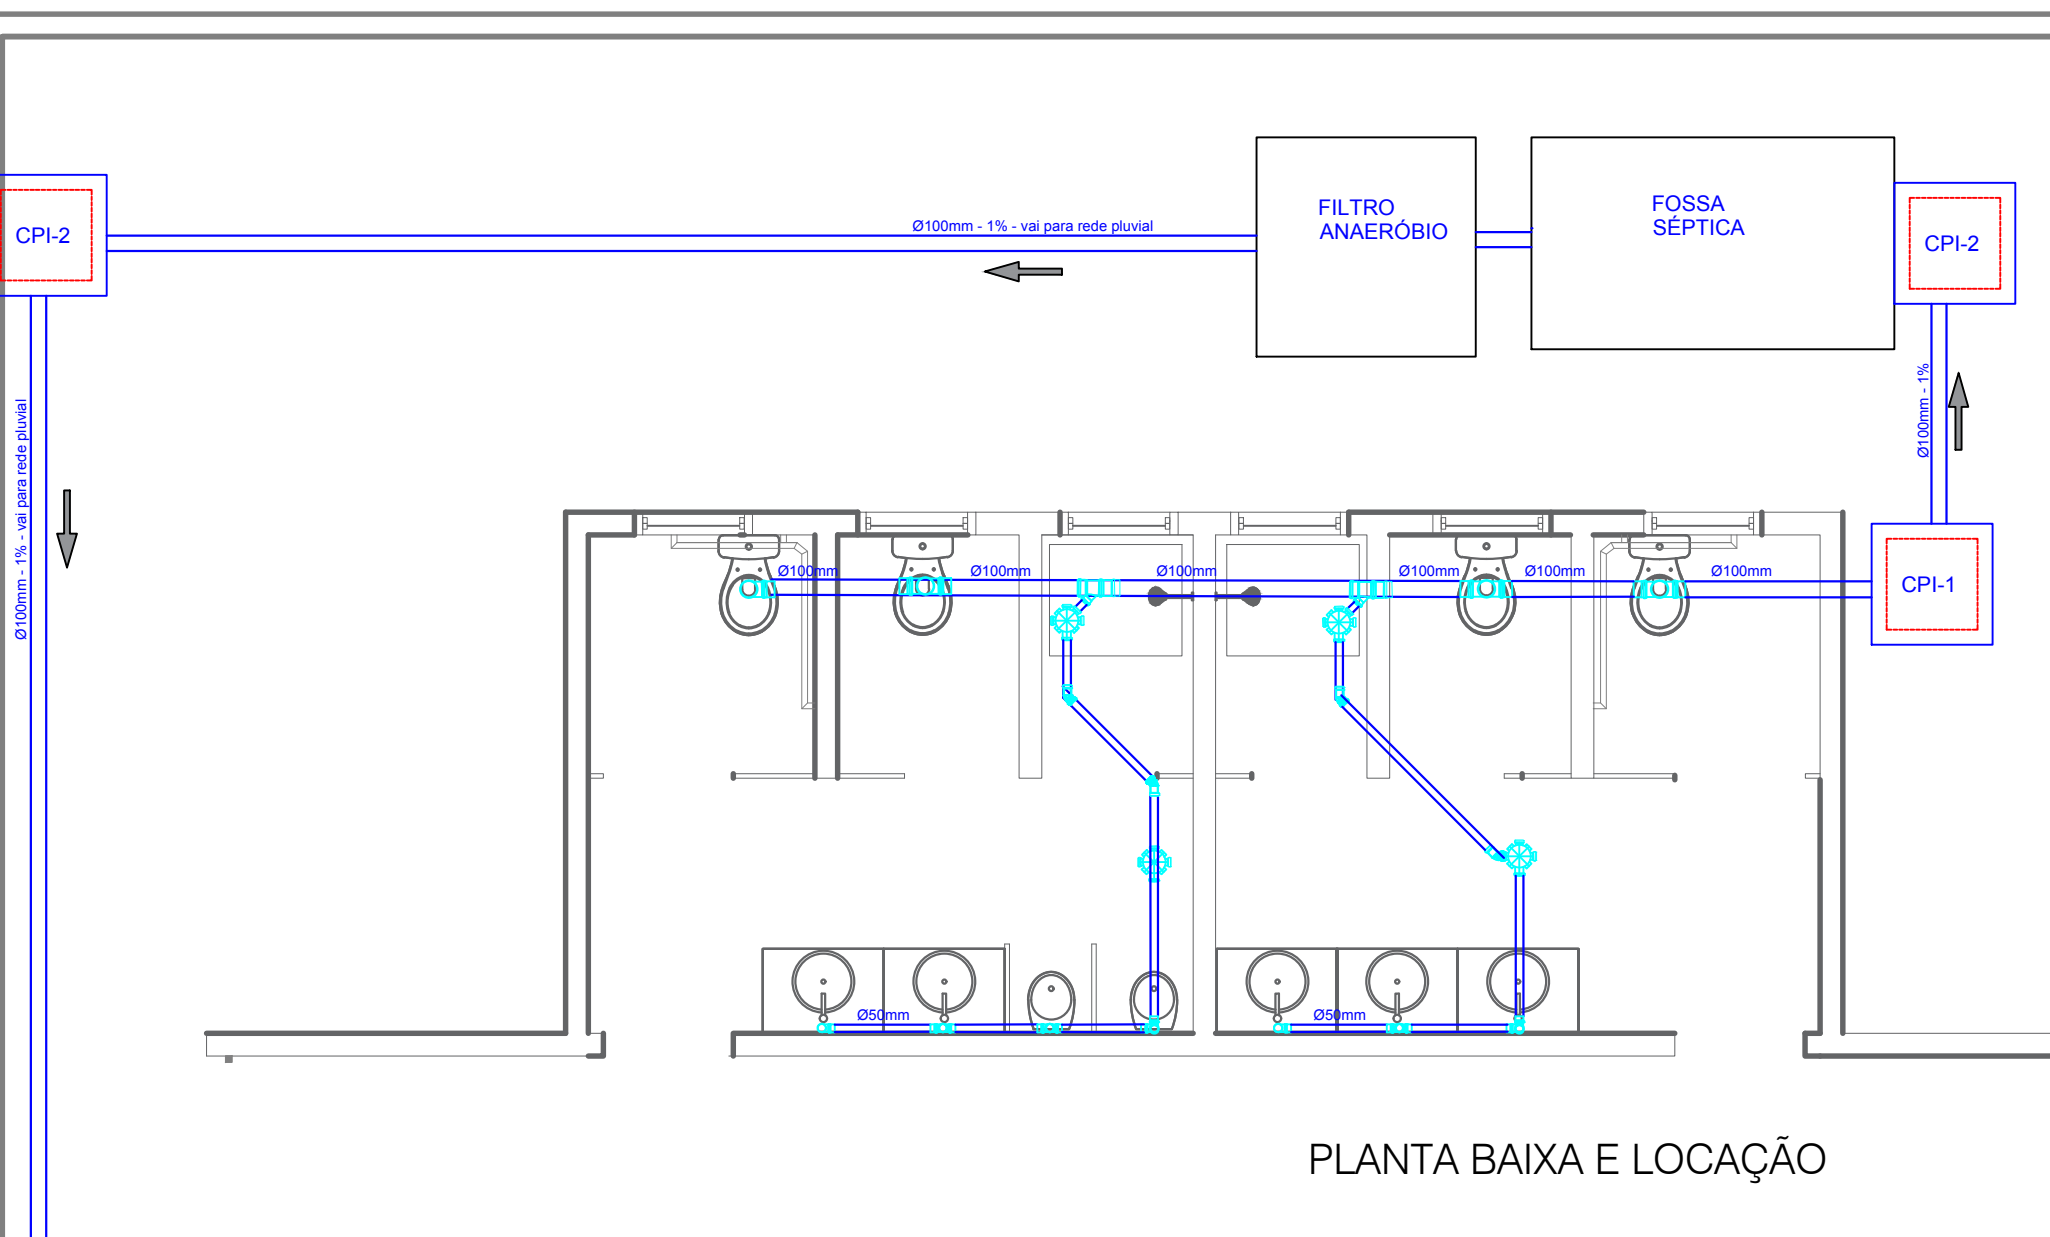 FILTRO
ANAERÓBIO
FOSSA
SÉPTICA
Ø100mm - 1% - vai para rede pluvial
CPI-2
CPI-2
Ø100mm - 1%
Ø100mm - 1% - vai para rede pluvial
Ø100mm
Ø100mm
Ø100mm
Ø100mm
Ø100mm
Ø100mm
CPI-1
Ø50mm
Ø50mm
PLANTA BAIXA E LOCAÇÃO